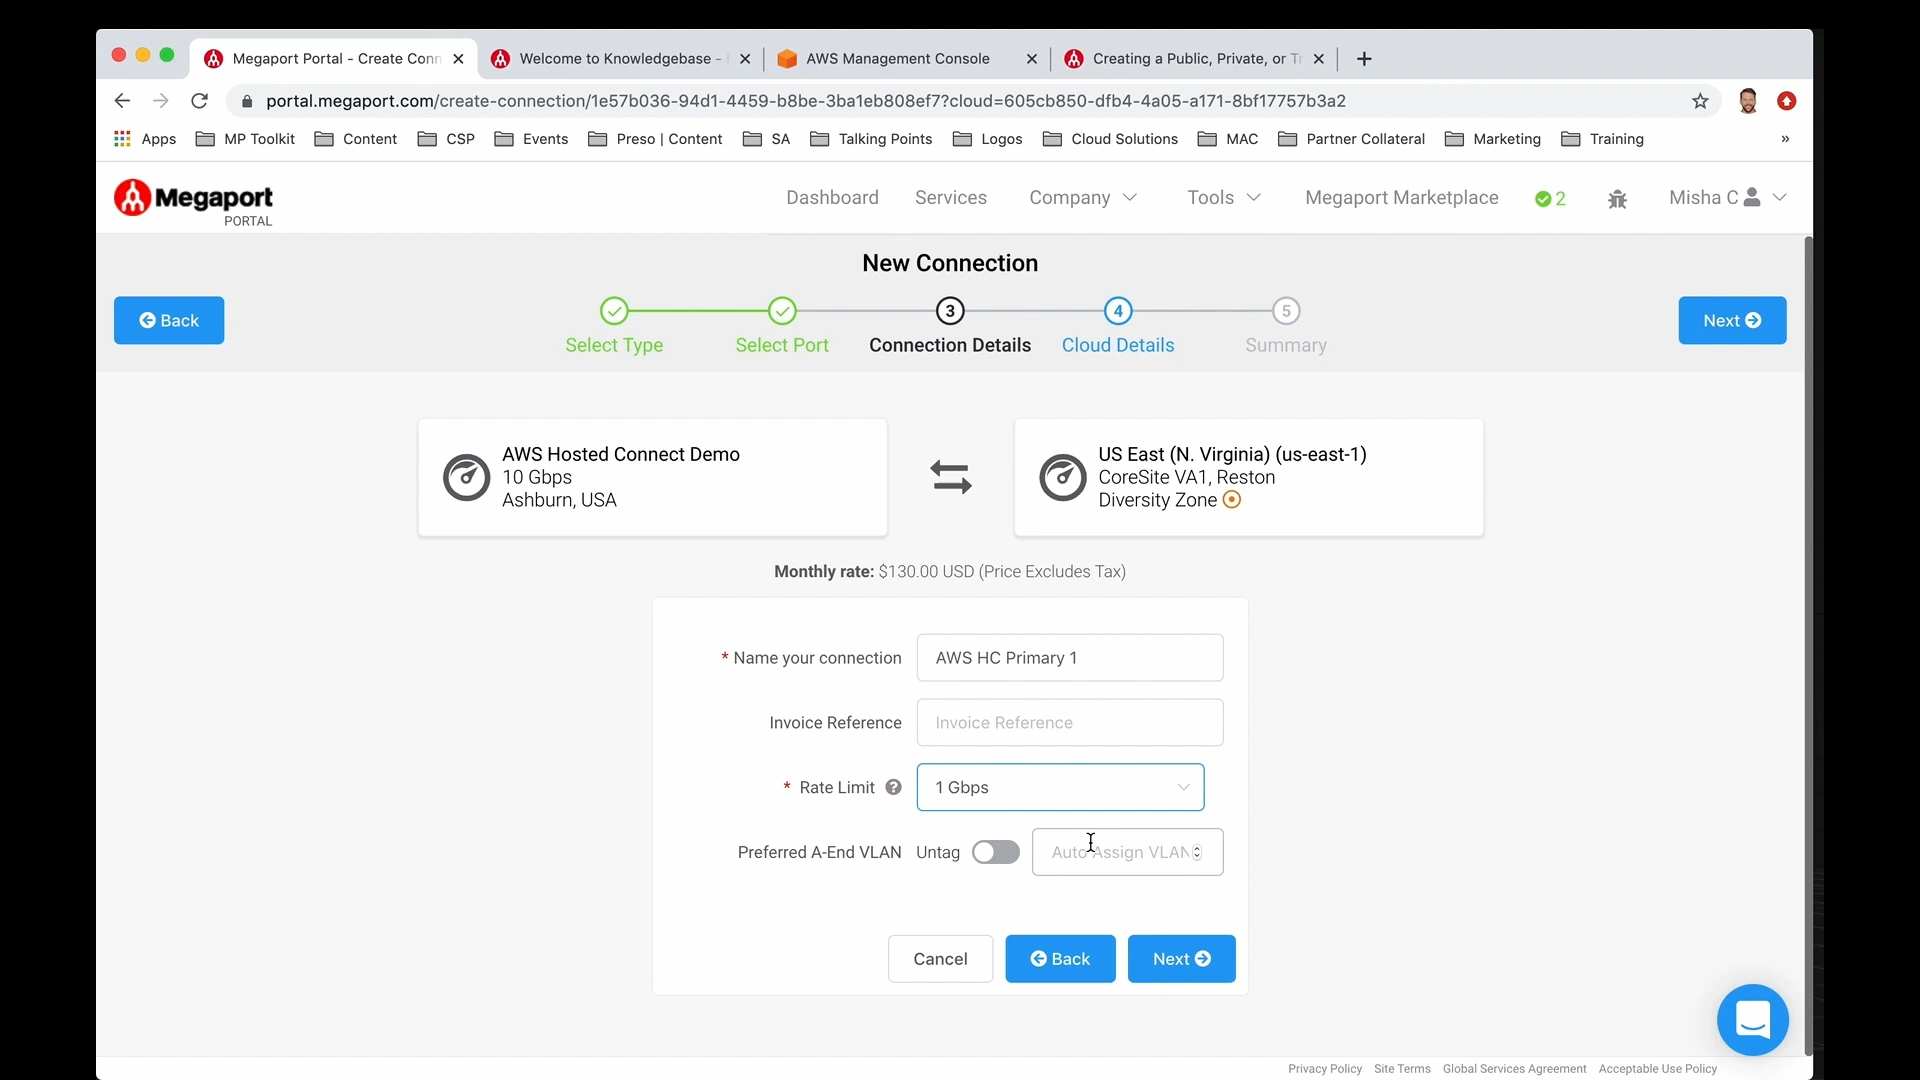 Megaport Portal - Create Conn
Welcome to Knowledgebase -
AWS Management Console
Creating a Public, Private, or T
portal.megaport.com/create-connection/1e57b036-94d1-4459-b8be-3ba1eb808ef7?cloud=605cb850-dfb4-4a05-a171-8bf17757b3a2
Apps MP Toolkit Content CSP Events Preso | Content SA Talking Points Logos Cloud Solutions MAC Partner Collateral Marketing Training »
Megaport
PORTAL
Dashboard Services Company Tools Megaport Marketplace 2 Misha C
New Connection
Back
3 4 5
Next
Select Type Select Port Connection Details Cloud Details Summary
AWS Hosted Connect Demo
10 Gbps
Ashburn, USA
US East (N. Virginia) (us-east-1)
CoreSite VA1, Reston
Diversity Zone
Monthly rate: $130.00 USD (Price Excludes Tax)
* Name your connection AWS HC Primary 1
Invoice Reference Invoice Reference
* Rate Limit ? 1 Gbps
Preferred A-End VLAN Untag Auto Assign VLAN
Cancel Back Next
Privacy Policy Site Terms Global Services Agreement Acceptable Use Policy